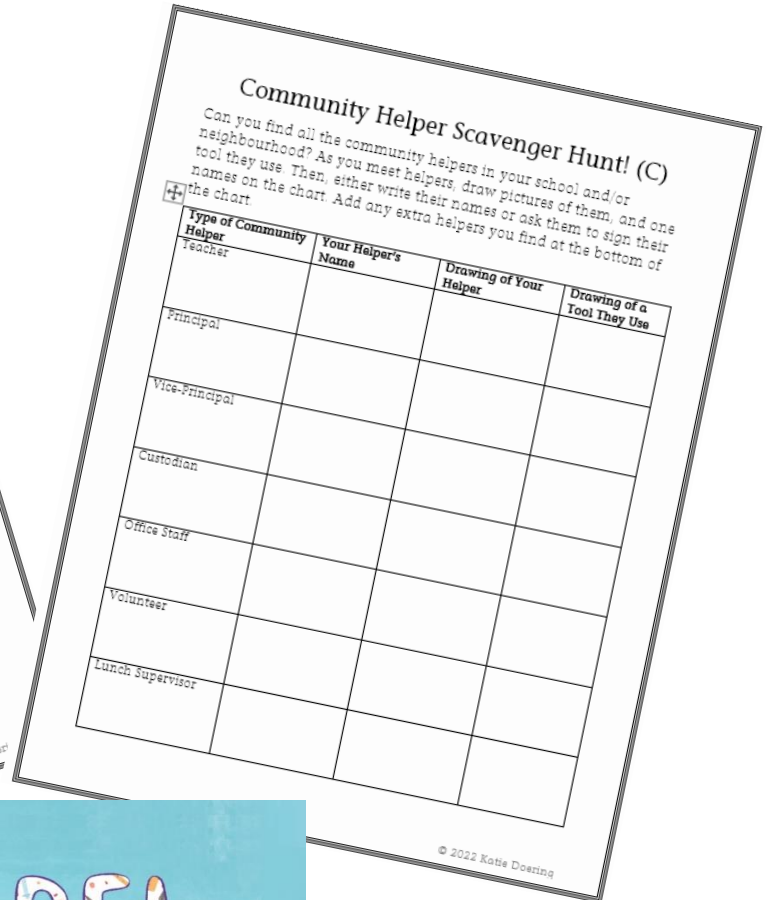 Community Helper Scavenger Hunt! (C)
Can you find all the community helpers in your school and/or
neighbourhood? As you meet helpers, draw pictures of them, and one
tool they use. Then, either write their names or ask them to sign their
names on the chart. Add any extra helpers you find at the bottom of
the chart.
Type of Community Helper
Your Helper's Name
Drawing of Your Helper
Drawing of a Tool They Use
Teacher
Principal
Vice-Principal
Custodian
Office Staff
Volunteer
Lunch Supervisor
© 2022 Katie Doering